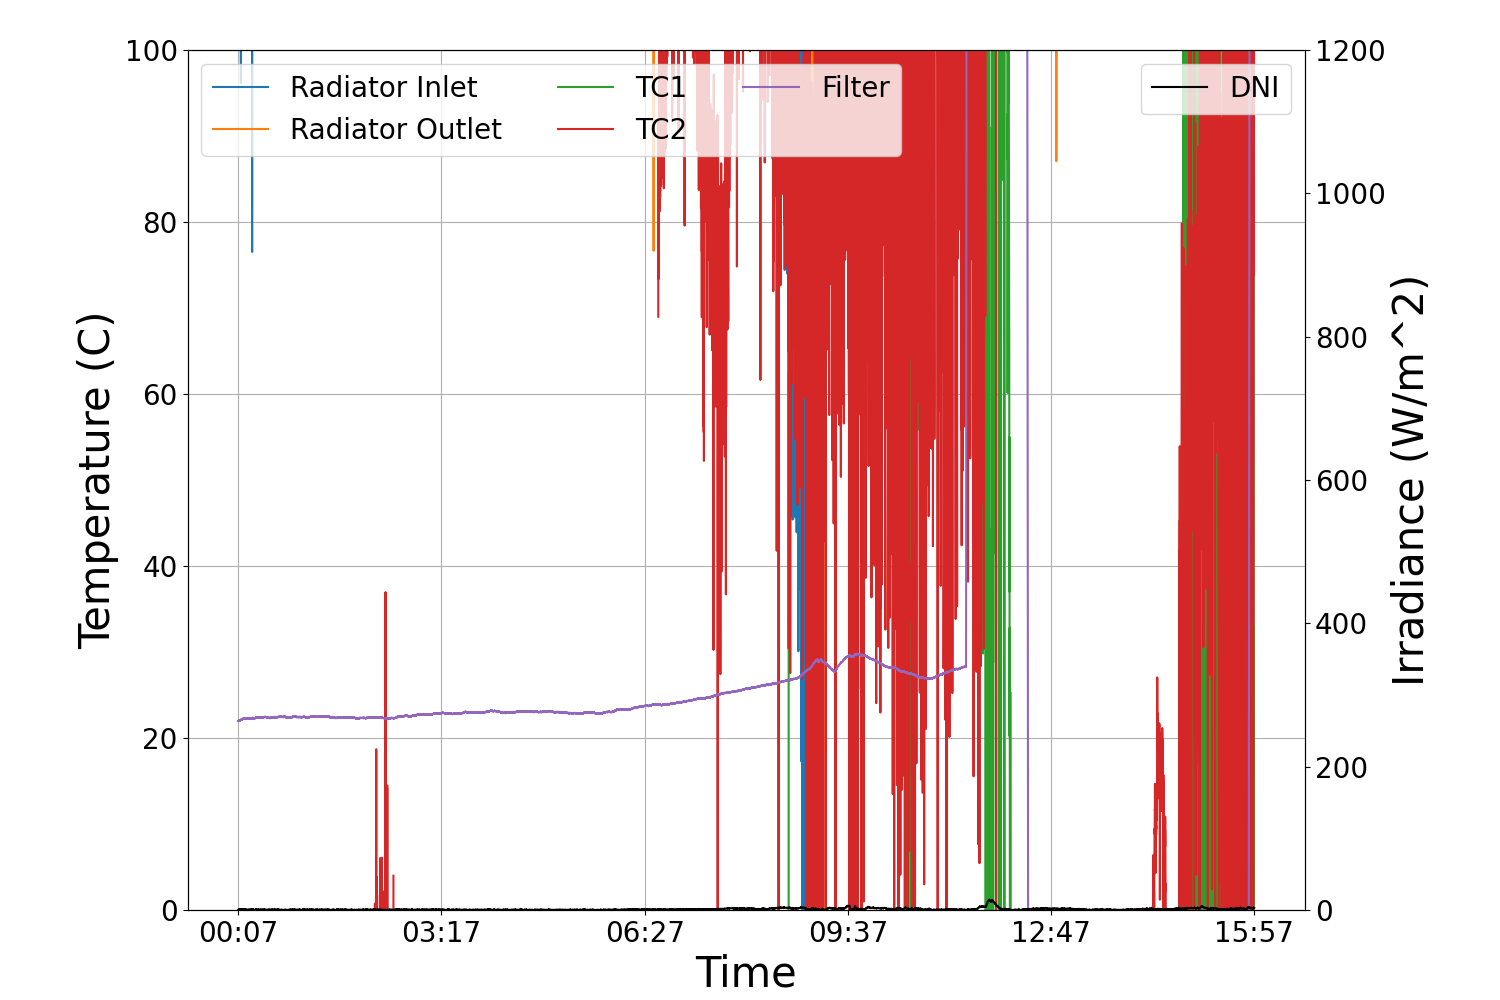 100
80
60
40
20
0
Temperature (C)
Radiator Inlet
Radiator Outlet
TC1
TC2
Filter
DNI
1200
1000
800
600
400
200
0
Irradiance (W/m^2)
00:07
03:17
06:27
09:37
12:47
15:57
Time